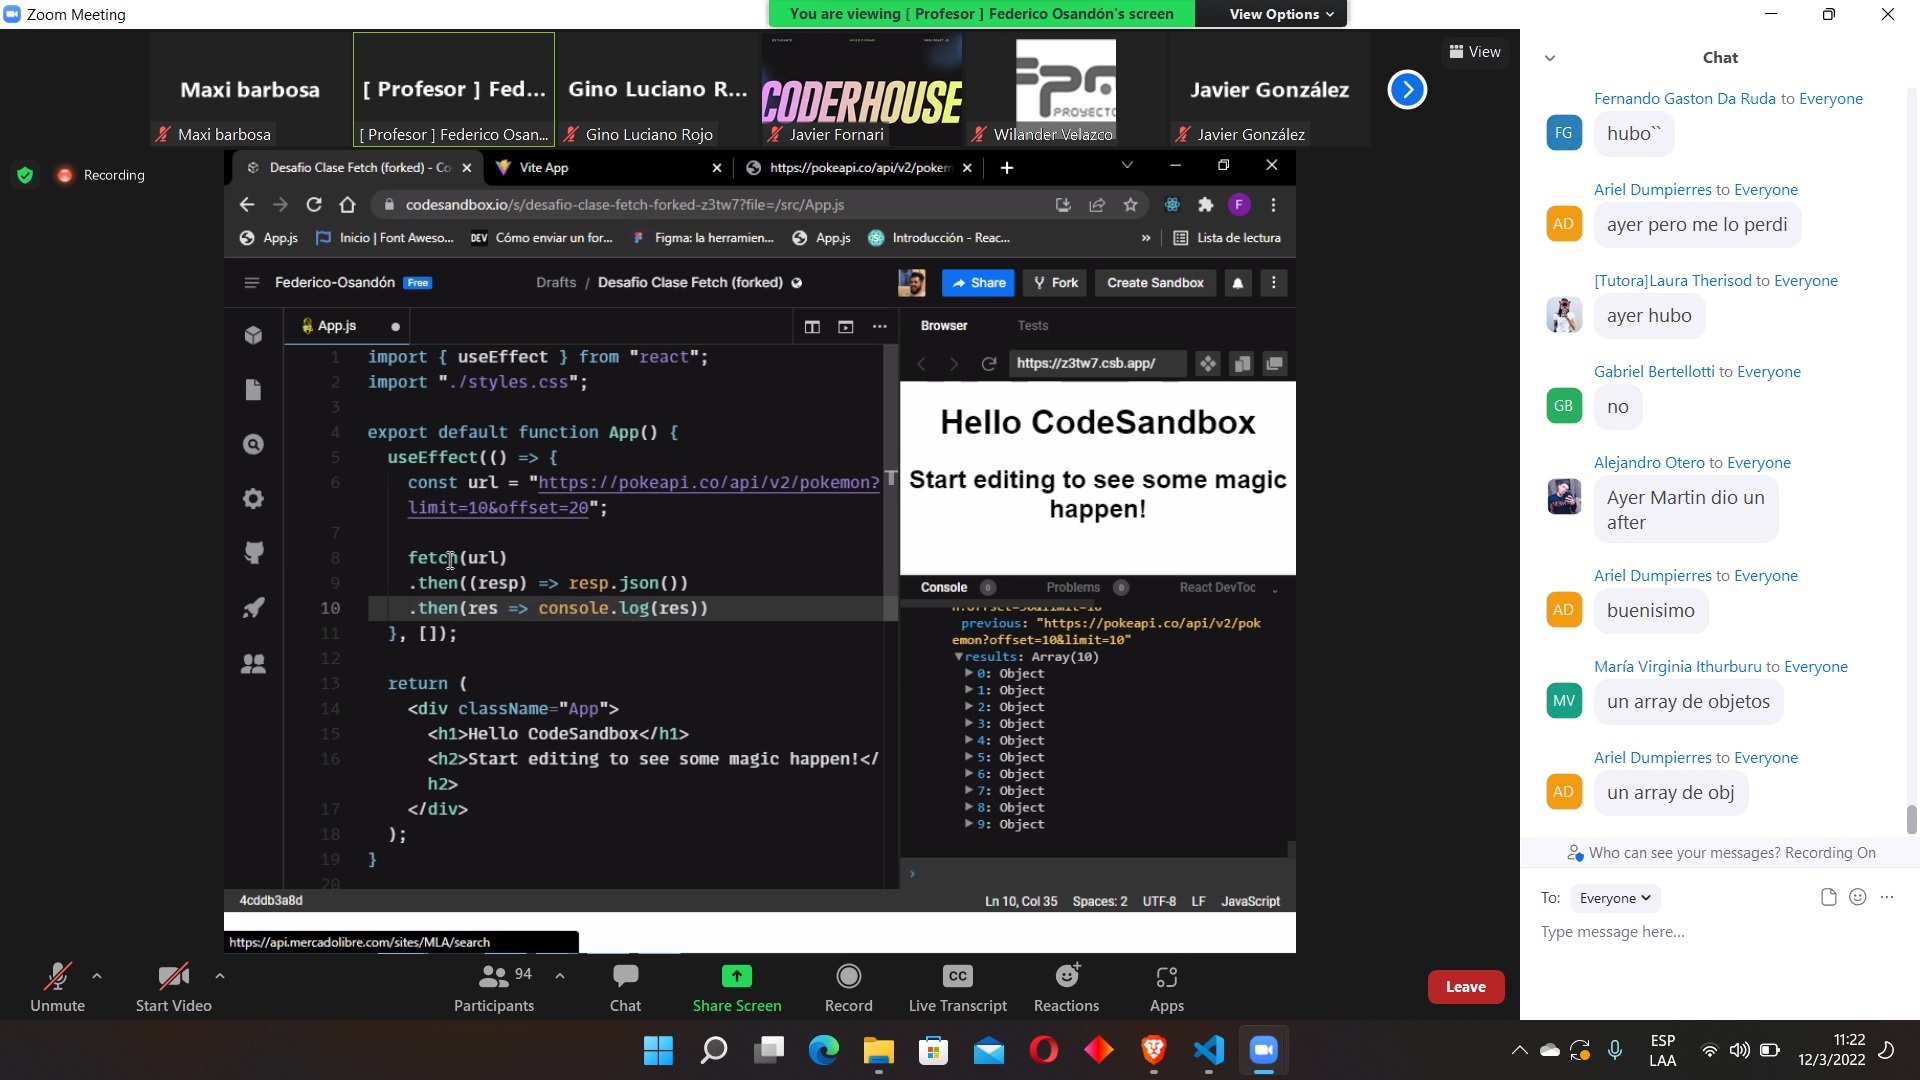 Zoom Meeting
You are viewing [ Profesor ] Federico Osandón's screen
View Options
Maxi barbosa
[ Profesor ] Fed...
Gino Luciano R...
CODERHOUSE
FPR
PROYECTO
Javier González
View
Maxi barbosa
[ Profesor ] Federico Osan...
Gino Luciano Rojo
Javier Fornari
Wilander Velazco
Javier González
Recording
Desafio Clase Fetch (forked) - Co
Vite App
https://pokeapi.co/api/v2/pokem
codesandbox.io/s/desafio-clase-fetch-forked-z3tw7?file=/src/App.js
F
App.js
Inicio | Font Aweso...
DEV Cómo enviar un for...
Figma: la herramien...
App.js
Introducción - Reac...
»
Lista de lectura
Federico-Osandón Free
Drafts / Desafio Clase Fetch (forked)
Share
Fork
Create Sandbox
App.js
Browser
Tests
https://z3tw7.csb.app/
1 import { useEffect } from "react";
2 import "./styles.css";
3
4 export default function App() {
5 useEffect(() => {
6 const url = "https://pokeapi.co/api/v2/pokemon?
limit=10&offset=20";
7
8 fetch(url)
9 .then((resp) => resp.json())
10 .then(res => console.log(res))
11 }, []);
12
13 return (
14 <div className="App">
15 <h1>Hello CodeSandbox</h1>
16 <h2>Start editing to see some magic happen!</
h2>
17 </div>
18 );
19 }
20
Hello CodeSandbox
Start editing to see some magic
happen!
Console 0
Problems 0
React DevToc
previous: "https://pokeapi.co/api/v2/pok
emon?offset=10&limit=10"
results: Array(10)
0: Object
1: Object
2: Object
3: Object
4: Object
5: Object
6: Object
7: Object
8: Object
9: Object
4cddb3a8d
Ln 10, Col 35 Spaces: 2 UTF-8 LF JavaScript
https://api.mercadolibre.com/sites/MLA/search
Chat
Fernando Gaston Da Ruda to Everyone
FG
hubo``
Ariel Dumpierres to Everyone
AD
ayer pero me lo perdi
[Tutora]Laura Therisod to Everyone
ayer hubo
Gabriel Bertellotti to Everyone
GB
no
Alejandro Otero to Everyone
Ayer Martin dio un
after
Ariel Dumpierres to Everyone
AD
buenisimo
María Virginia Ithurburu to Everyone
MV
un array de objetos
Ariel Dumpierres to Everyone
AD
un array de obj
Who can see your messages? Recording On
To: Everyone
Type message here...
Unmute
Start Video
94
Participants
Chat
Share Screen
Record
CC
Live Transcript
Reactions
Apps
Leave
ESP
LAA
11:22
12/3/2022